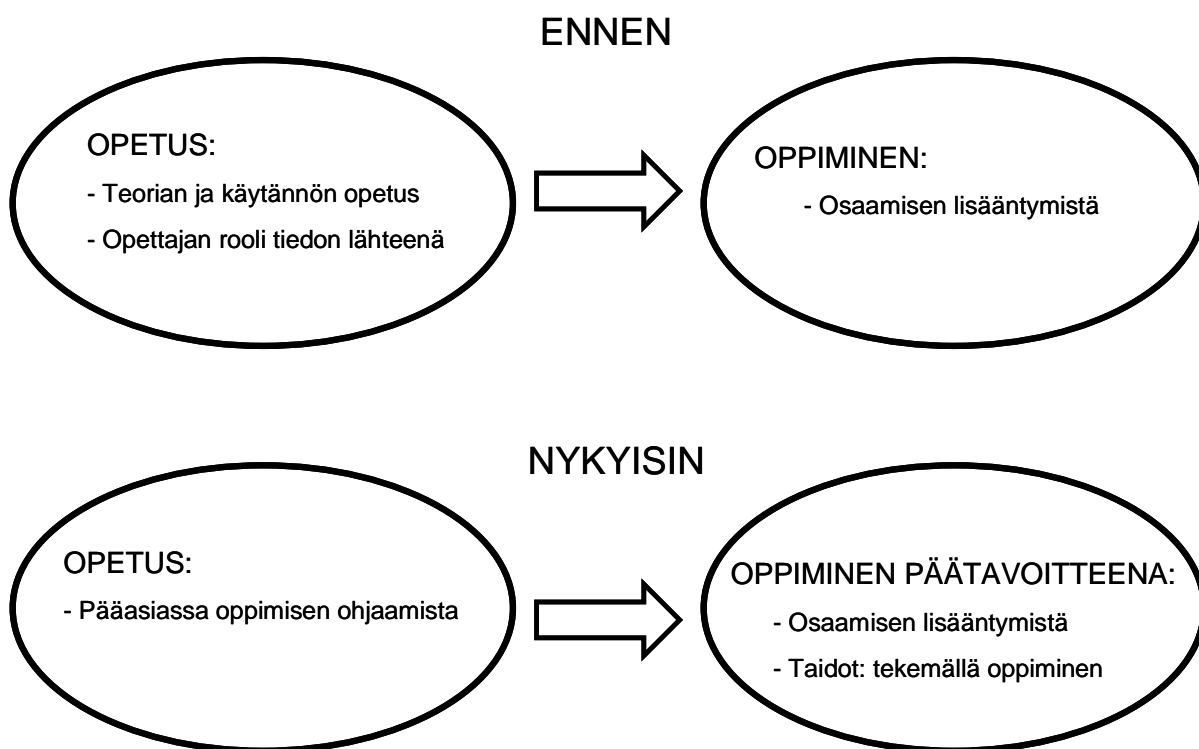 ENNEN
OPETUS:
- Teorian ja käytännön opetus
- Opettajan rooli tiedon lähteenä
OPPIMINEN:
- Osaamisen lisääntymistä
NYKYISIN
OPETUS:
- Pääasiassa oppimisen ohjaamista
OPPIMINEN PÄÄTAVOITTEENA:
- Osaamisen lisääntymistä
- Taidot: tekemällä oppiminen